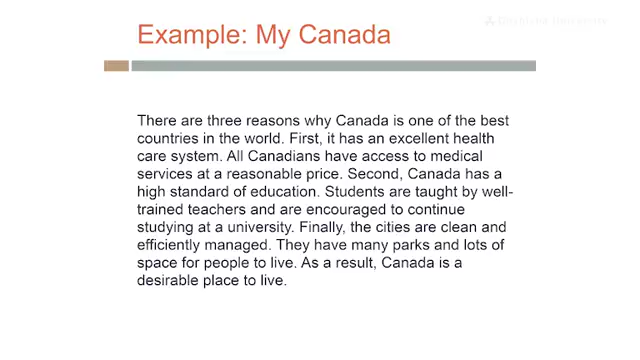 Example: My Canada
There are three reasons why Canada is one of the best
countries in the world. First, it has an excellent health
care system. All Canadians have access to medical
services at a reasonable price. Second, Canada has a
high standard of education. Students are taught by well-
trained teachers and are encouraged to continue
studying at a university. Finally, the cities are clean and
efficiently managed. They have many parks and lots of
space for people to live. As a result, Canada is a
desirable place to live.